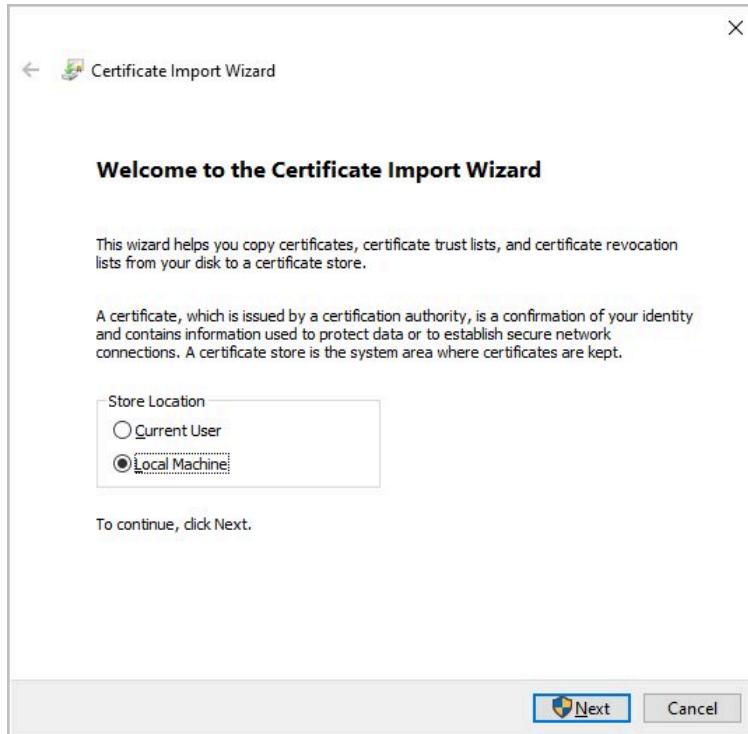 Certificate Import Wizard
Welcome to the Certificate Import Wizard
This wizard helps you copy certificates, certificate trust lists, and certificate revocation
lists from your disk to a certificate store.
A certificate, which is issued by a certification authority, is a confirmation of your identity
and contains information used to protect data or to establish secure network
connections. A certificate store is the system area where certificates are kept.
Store Location
Current User
Local Machine
To continue, click Next.
Next
Cancel